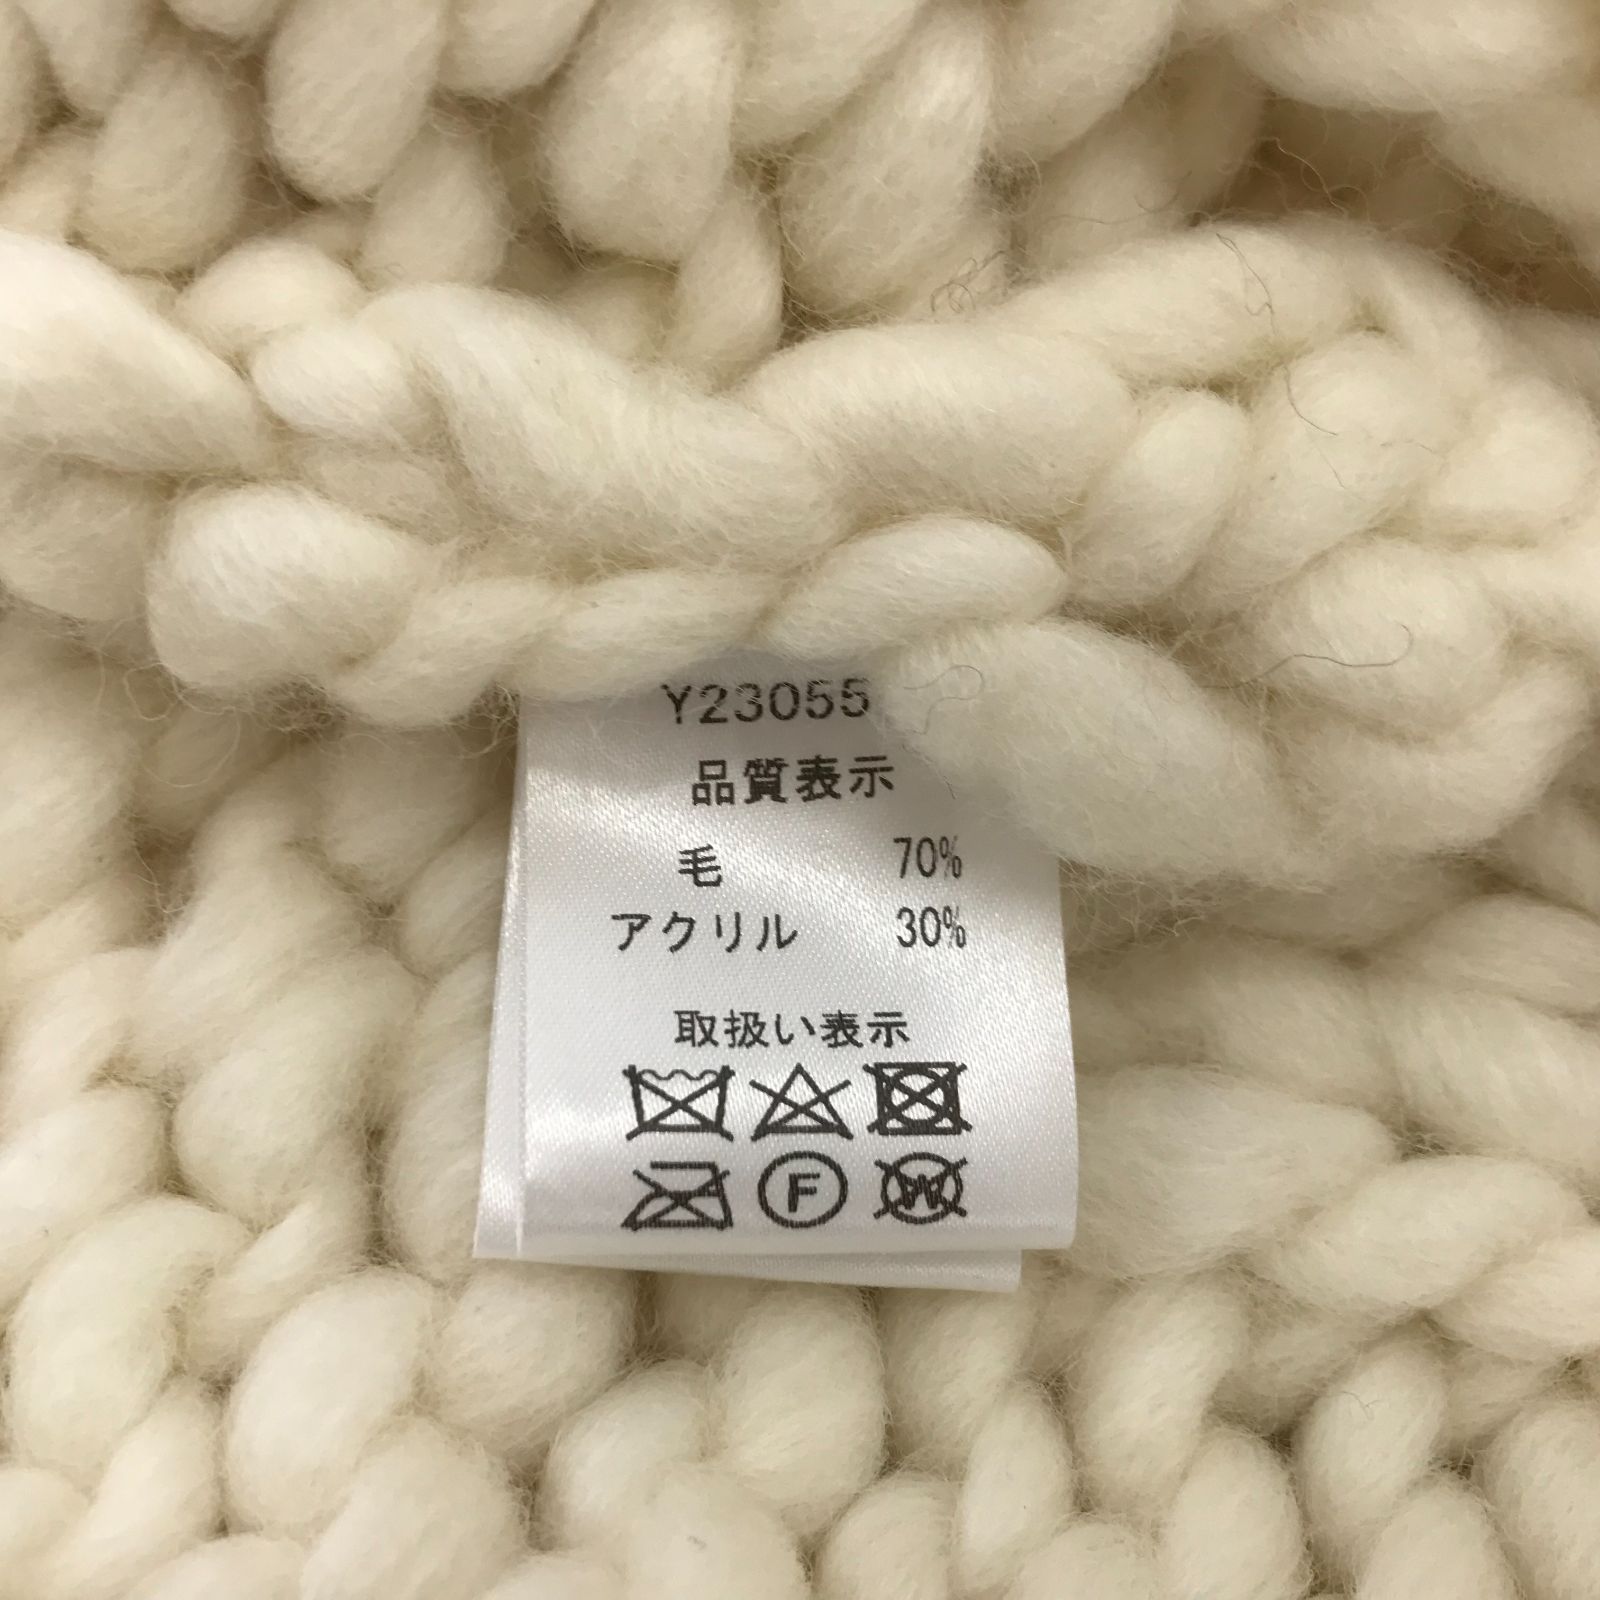 Y23055
品質表示
毛 70%
アクリル 30%
取扱い表示
F W